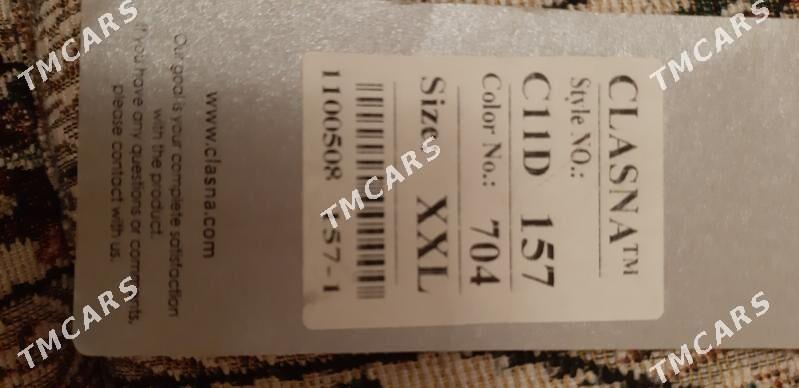 CLASNA™
Style NO.:
C11D 157
Color No.: 704
Size: XXL
1100508 157-1
www.clasna.com
Our goal is your complete satisfaction
with the product.
If you have any questions or comments,
please contact with us.
TMCARS
TMCARS
TMCARS
TMCARS
TMCARS